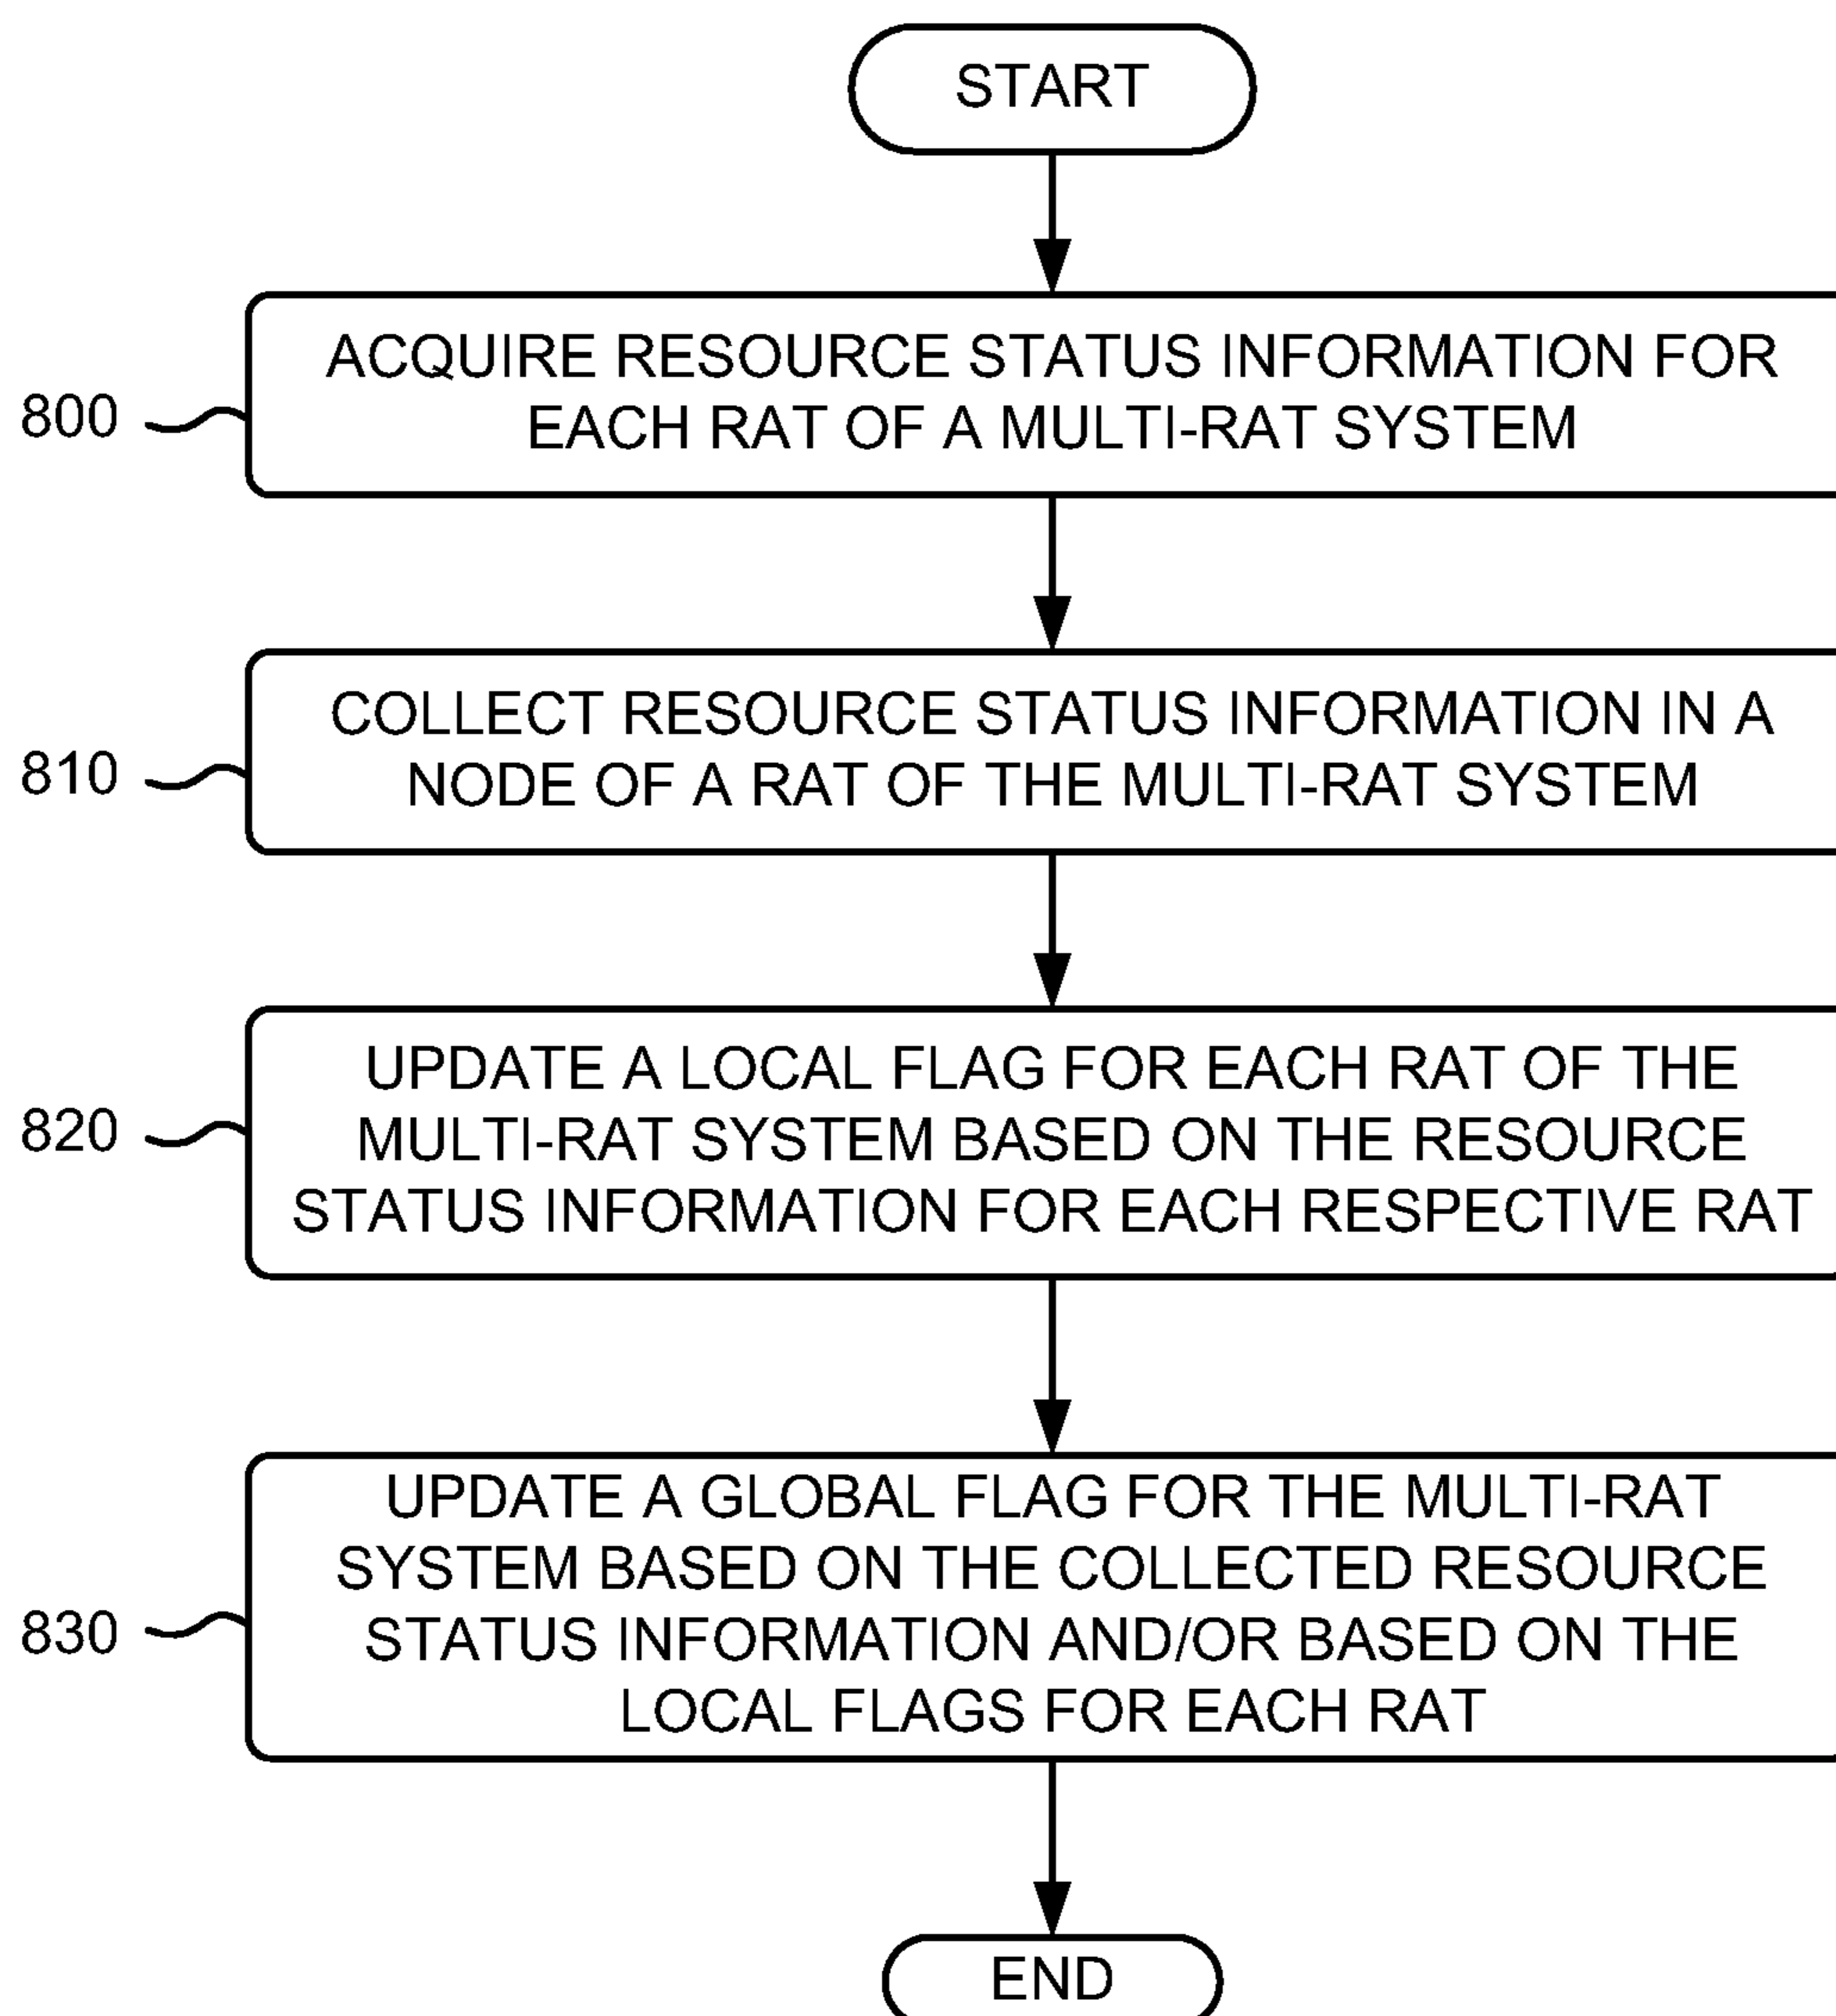 START
ACQUIRE RESOURCE STATUS INFORMATION FOR
EACH RAT OF A MULTI-RAT SYSTEM
800
COLLECT RESOURCE STATUS INFORMATION IN A
NODE OF A RAT OF THE MULTI-RAT SYSTEM
810
UPDATE A LOCAL FLAG FOR EACH RAT OF THE
MULTI-RAT SYSTEM BASED ON THE RESOURCE
STATUS INFORMATION FOR EACH RESPECTIVE RAT
820
UPDATE A GLOBAL FLAG FOR THE MULTI-RAT
SYSTEM BASED ON THE COLLECTED RESOURCE
STATUS INFORMATION AND/OR BASED ON THE
LOCAL FLAGS FOR EACH RAT
830
END